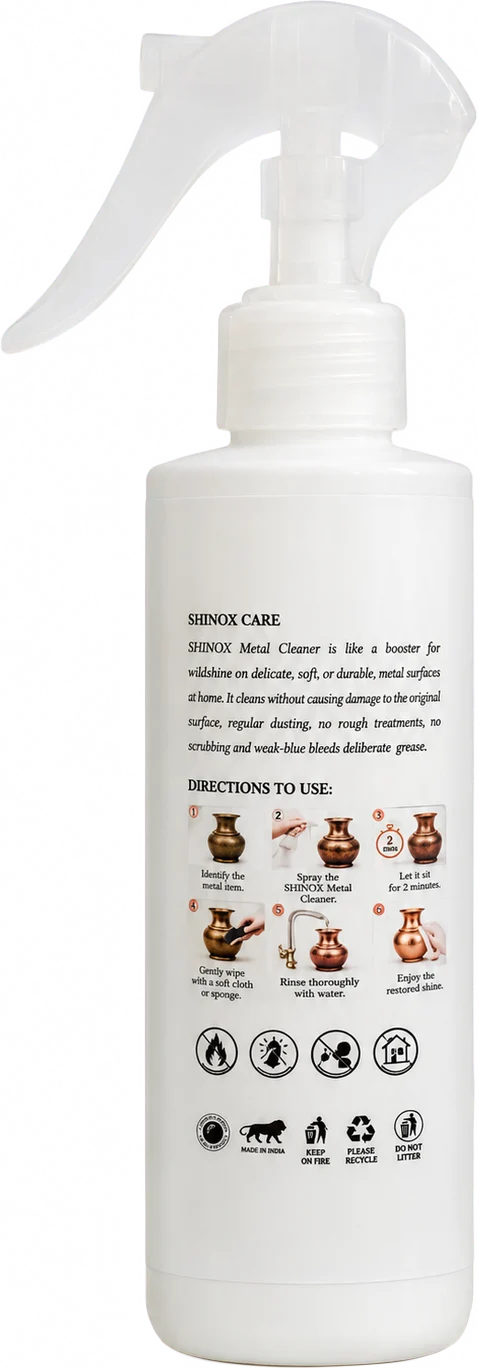 SHINOX CARE
SHINOX Metal Cleaner is like a booster for
wildshine on delicate, soft, or durable, metal surfaces
at home. It cleans without causing damage to the original
surface, regular dusting, no rough treatments, no
scrubbing and weak-blue bleeds deliberate grease.
DIRECTIONS TO USE:
1
Identify the
metal item.
2
Spray the
SHINOX Metal
Cleaner.
3
2
Let it sit
for 2 minutes.
4
Gently wipe
with a soft cloth
or sponge.
5
Rinse thoroughly
with water.
6
Enjoy the
restored shine.
MADE IN INDIA
KEEP
ON FIRE
PLEASE
RECYCLE
DO NOT
LITTER